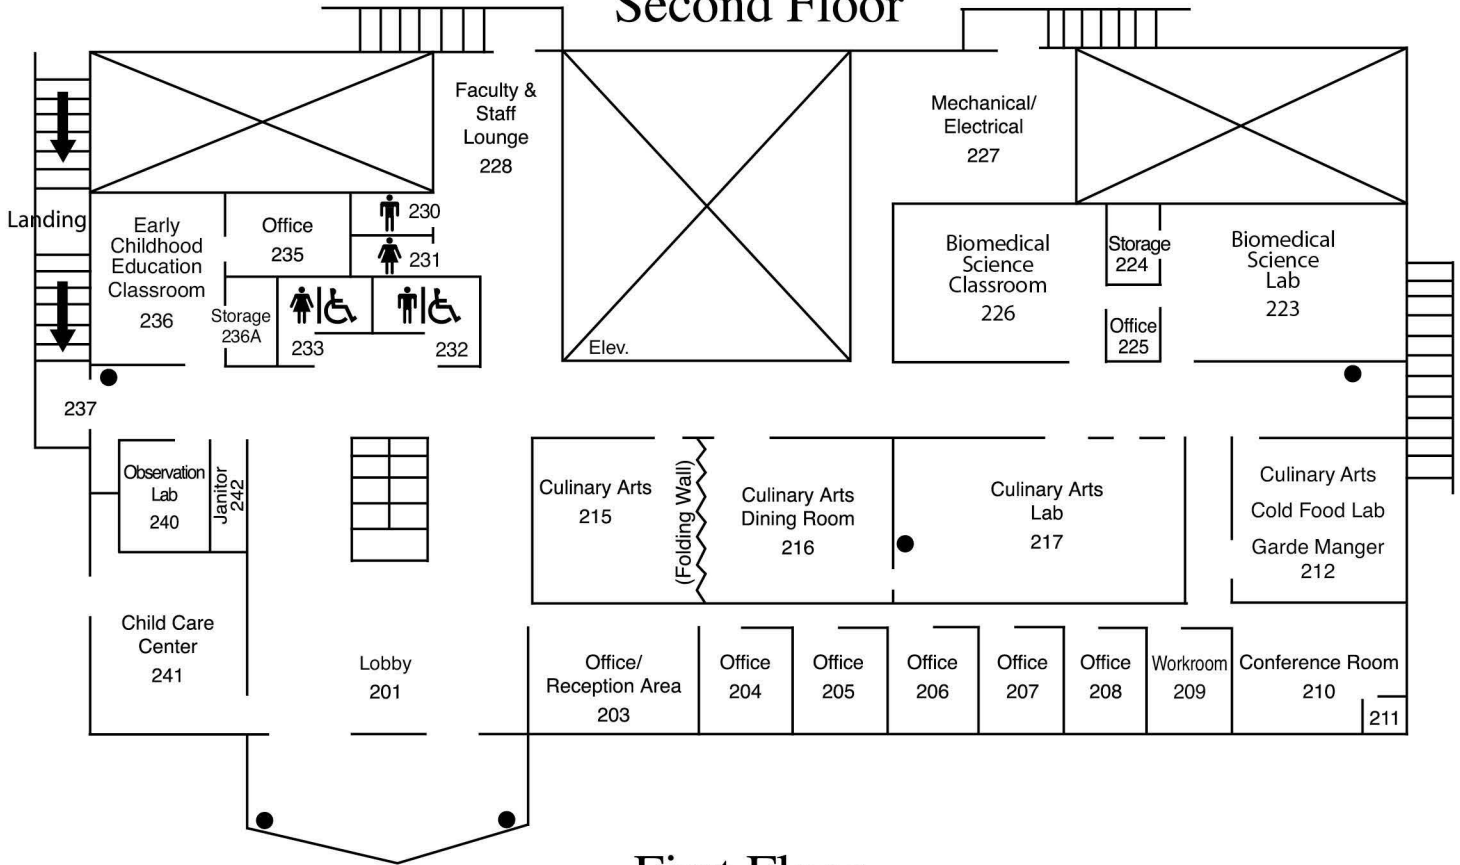 Second Floor
Faculty &
Staff
Lounge
228
Mechanical/
Electrical
227
Landing
Early
Childhood
Education
Classroom
236
Office
235
230
231
Storage
236A
233
232
Elev.
Biomedical
Science
Classroom
226
Storage
224
Office
225
Biomedical
Science
Lab
223
237
Observation
Lab
240
Janitor
242
Culinary Arts
215
(Folding Wall)
Culinary Arts
Dining Room
216
Culinary Arts
Lab
217
Culinary Arts
Cold Food Lab
Garde Manger
212
Child Care
Center
241
Lobby
201
Office/
Reception Area
203
Office
204
Office
205
Office
206
Office
207
Office
208
Workroom
209
Conference Room
210
211
First Floor